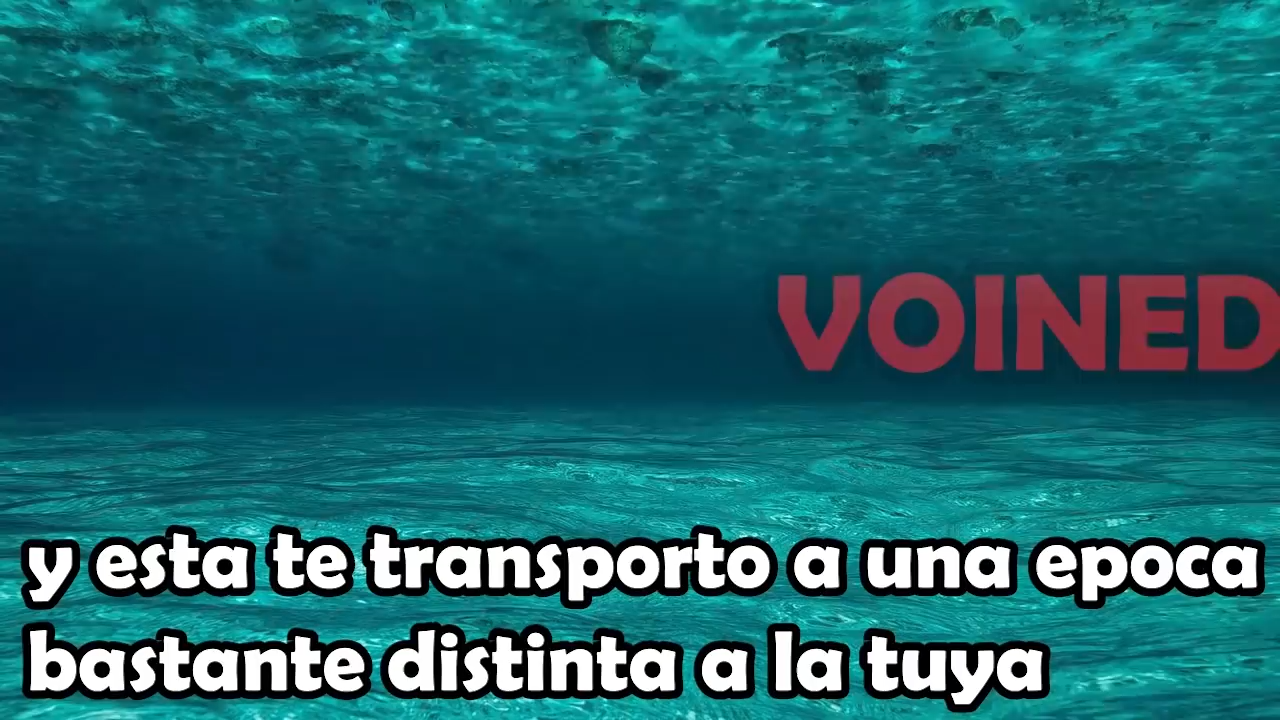 VOINED
y esta te transporto a una epoca
bastante distinta a la tuya